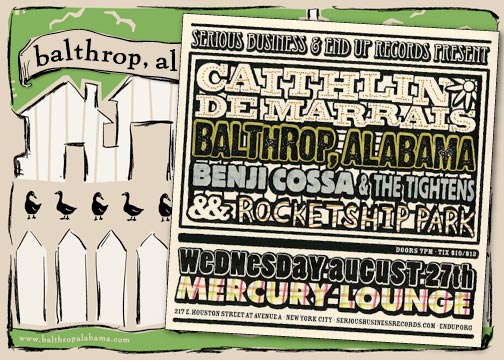 balthrop, al
SERIOUS BUSINESS & END UP RECORDS PRESENT
CAITHLIN
DE MARRAIS
BALTHROP, ALABAMA
BENJI COSSA & THE TIGHTENS
&& ROCKETSHIP PARK
DOORS 7PM · TIX $10/$12
WEDNESDAY·AUGUST·27th
MERCURY·LOUNGE
217 E. HOUSTON STREET AT AVENUE A · NEW YORK CITY · SERIOUSBUSINESSRECORDS.COM · ENDUP.ORG
www.balthropalabama.com